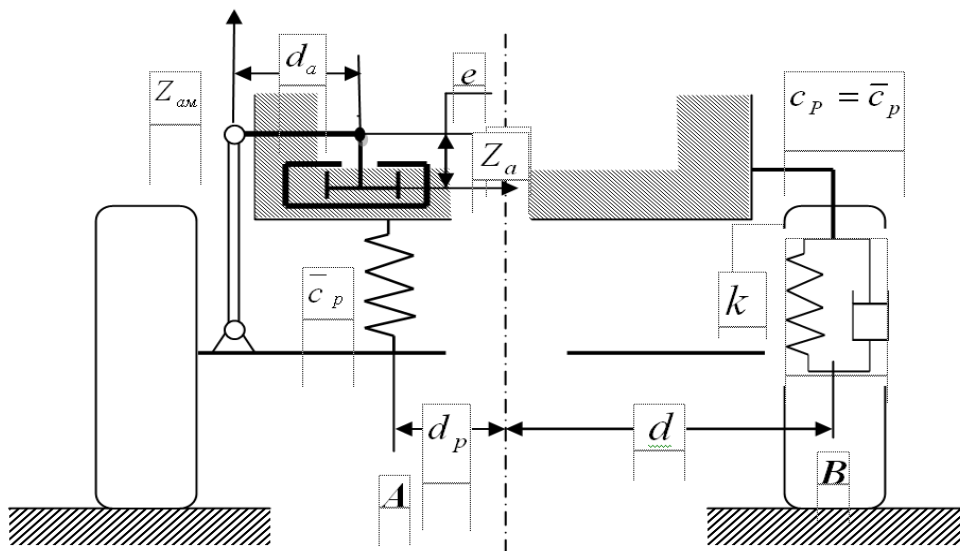 d_a
e
Z_ам
c_P = c̅_p
Z_a
c̅_p
k
d_p
d
A
B